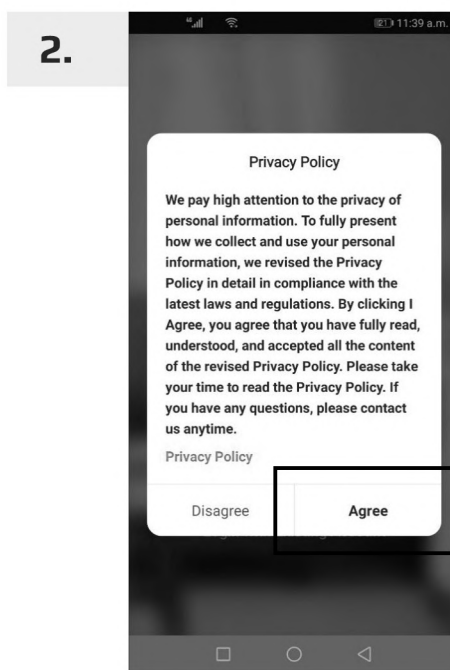 2.
21 11:39 a.m.
Privacy Policy
We pay high attention to the privacy of
personal information. To fully present
how we collect and use your personal
information, we revised the Privacy
Policy in detail in compliance with the
latest laws and regulations. By clicking I
Agree, you agree that you have fully read,
understood, and accepted all the content
of the revised Privacy Policy. Please take
your time to read the Privacy Policy. If
you have any questions, please contact
us anytime.
Privacy Policy
Disagree Agree